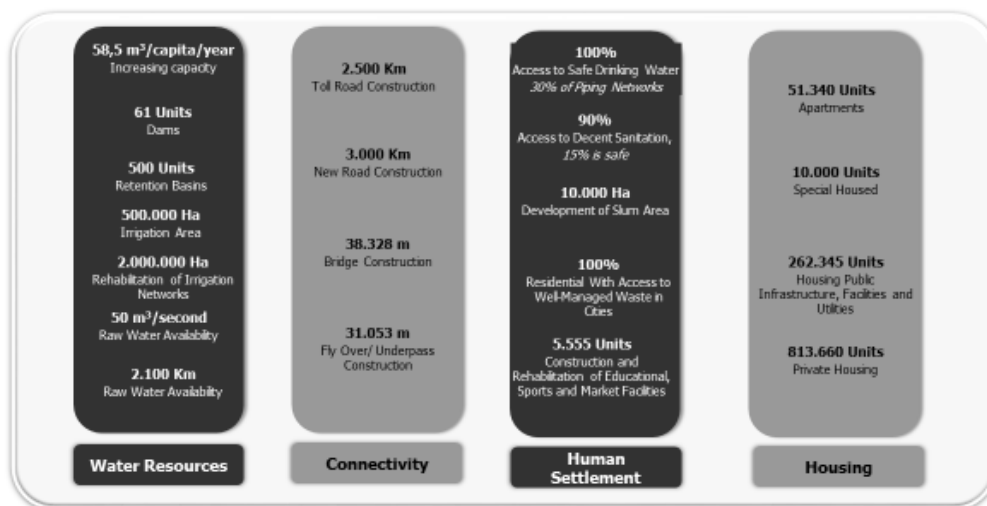 58,5 m³/capita/year
Increasing capacity
61 Units
Dams
500 Units
Retention Basins
500.000 Ha
Irrigation Area
2.000.000 Ha
Rehabilitation of Irrigation
Networks
50 m³/second
Raw Water Availability
2.100 Km
Raw Water Availability
Water Resources
2.500 Km
Toll Road Construction
3.000 Km
New Road Construction
38.328 m
Bridge Construction
31.053 m
Fly Over/ Underpass
Construction
Connectivity
100%
Access to Safe Drinking Water
30% of Piping Networks
90%
Access to Decent Sanitation,
15% is safe
10.000 Ha
Development of Slum Area
100%
Residential With Access to
Well-Managed Waste in
Cities
5.555 Units
Construction and
Rehabilitation of Educational,
Sports and Market Facilities
Human
Settlement
51.340 Units
Apartments
10.000 Units
Special Housed
262.345 Units
Housing Public
Infrastructure, Facilities and
Utilities
813.660 Units
Private Housing
Housing